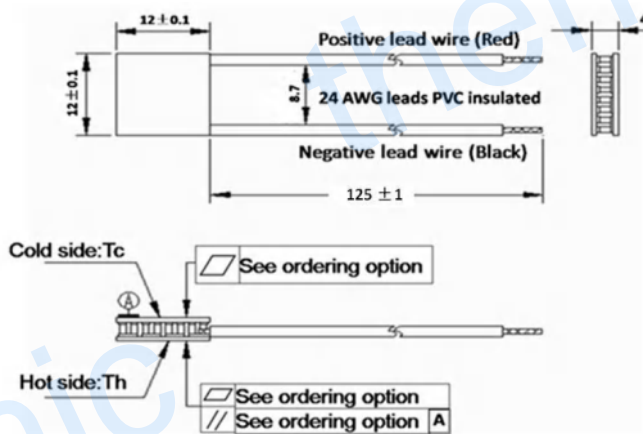 12±0.1
Positive lead wire (Red)
12±0.1
8.7
24 AWG leads PVC insulated
Negative lead wire (Black)
125 ±1
Cold side:Tc
See ordering option
A
Hot side:Th
See ordering option
// See ordering option A